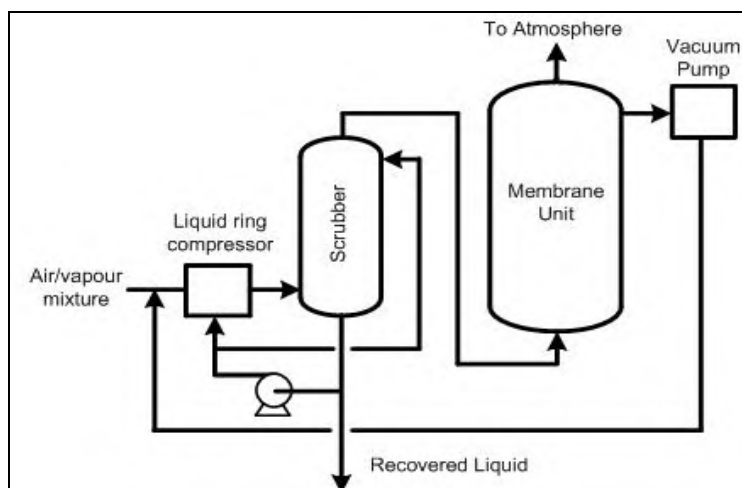 To Atmosphere
Vacuum
Pump
Scrubber
Membrane
Unit
Liquid ring
compressor
Air/vapour
mixture
Recovered Liquid